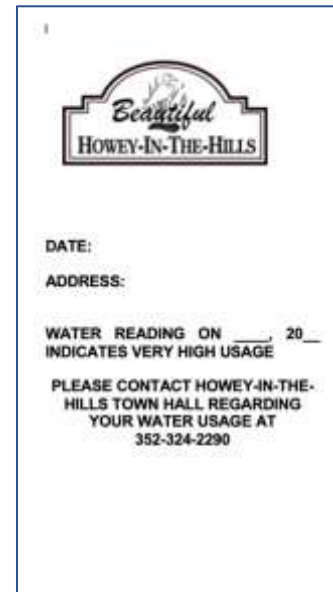 Beautiful
HOWEY-IN-THE-HILLS
DATE:
ADDRESS:
WATER READING ON ____, 20__
INDICATES VERY HIGH USAGE
PLEASE CONTACT HOWEY-IN-THE-
HILLS TOWN HALL REGARDING
YOUR WATER USAGE AT
352-324-2290